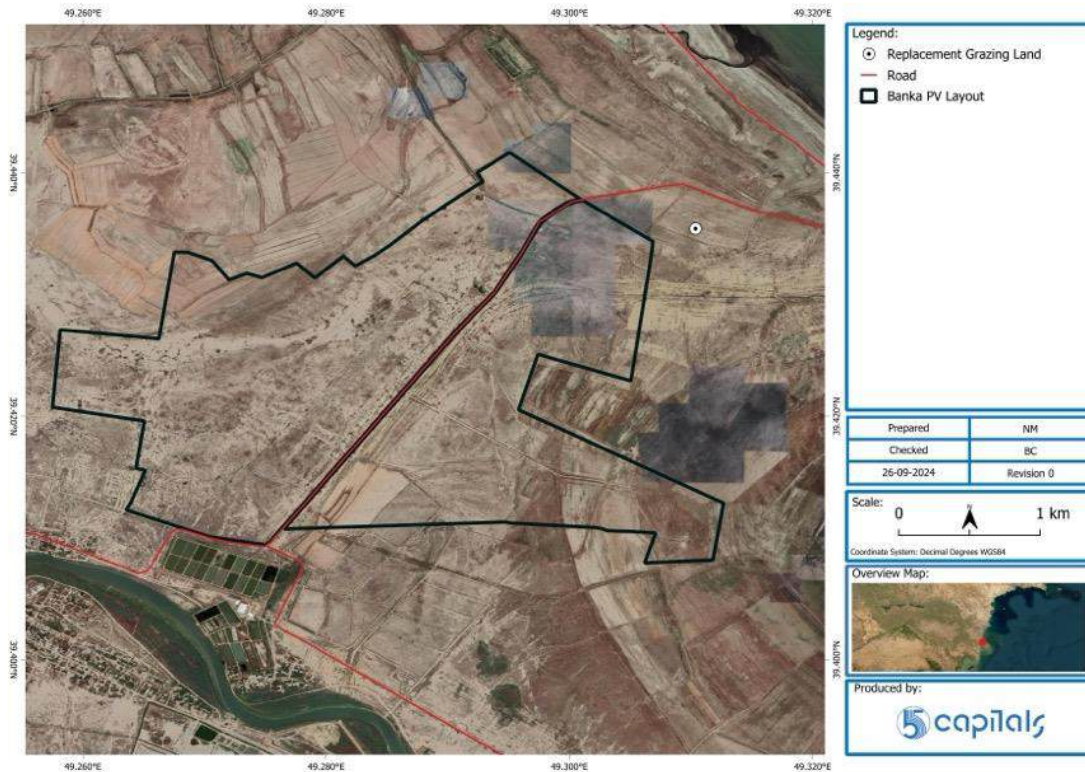 49.260°E 49.280°E 49.300°E 49.320°E
39.440°N 39.440°N
39.420°N 39.420°N
39.400°N 39.400°N
49.260°E 49.280°E 49.300°E 49.320°E
Legend:
Replacement Grazing Land
Road
Banka PV Layout
Prepared NM
Checked BC
26-09-2024 Revision 0
Scale:
0 N 1 km
Coordinate System: Decimal Degrees WGS84
Overview Map:
Produced by:
5 capitals